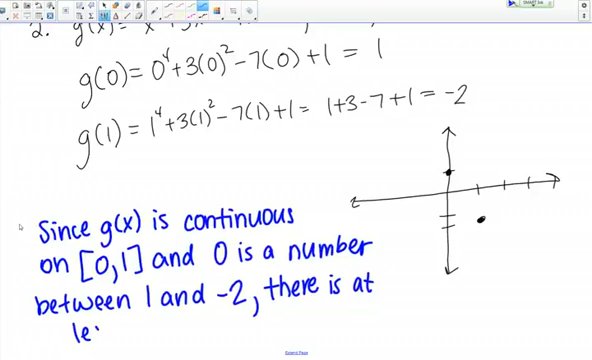 2. g(x) =
g(0) = 0⁴ + 3(0)² - 7(0) + 1 = 1
g(1) = 1⁴ + 3(1)² - 7(1) + 1 = 1 + 3 - 7 + 1 = -2
Since g(x) is continuous
on [0,1] and 0 is a number
between 1 and -2, there is at
le